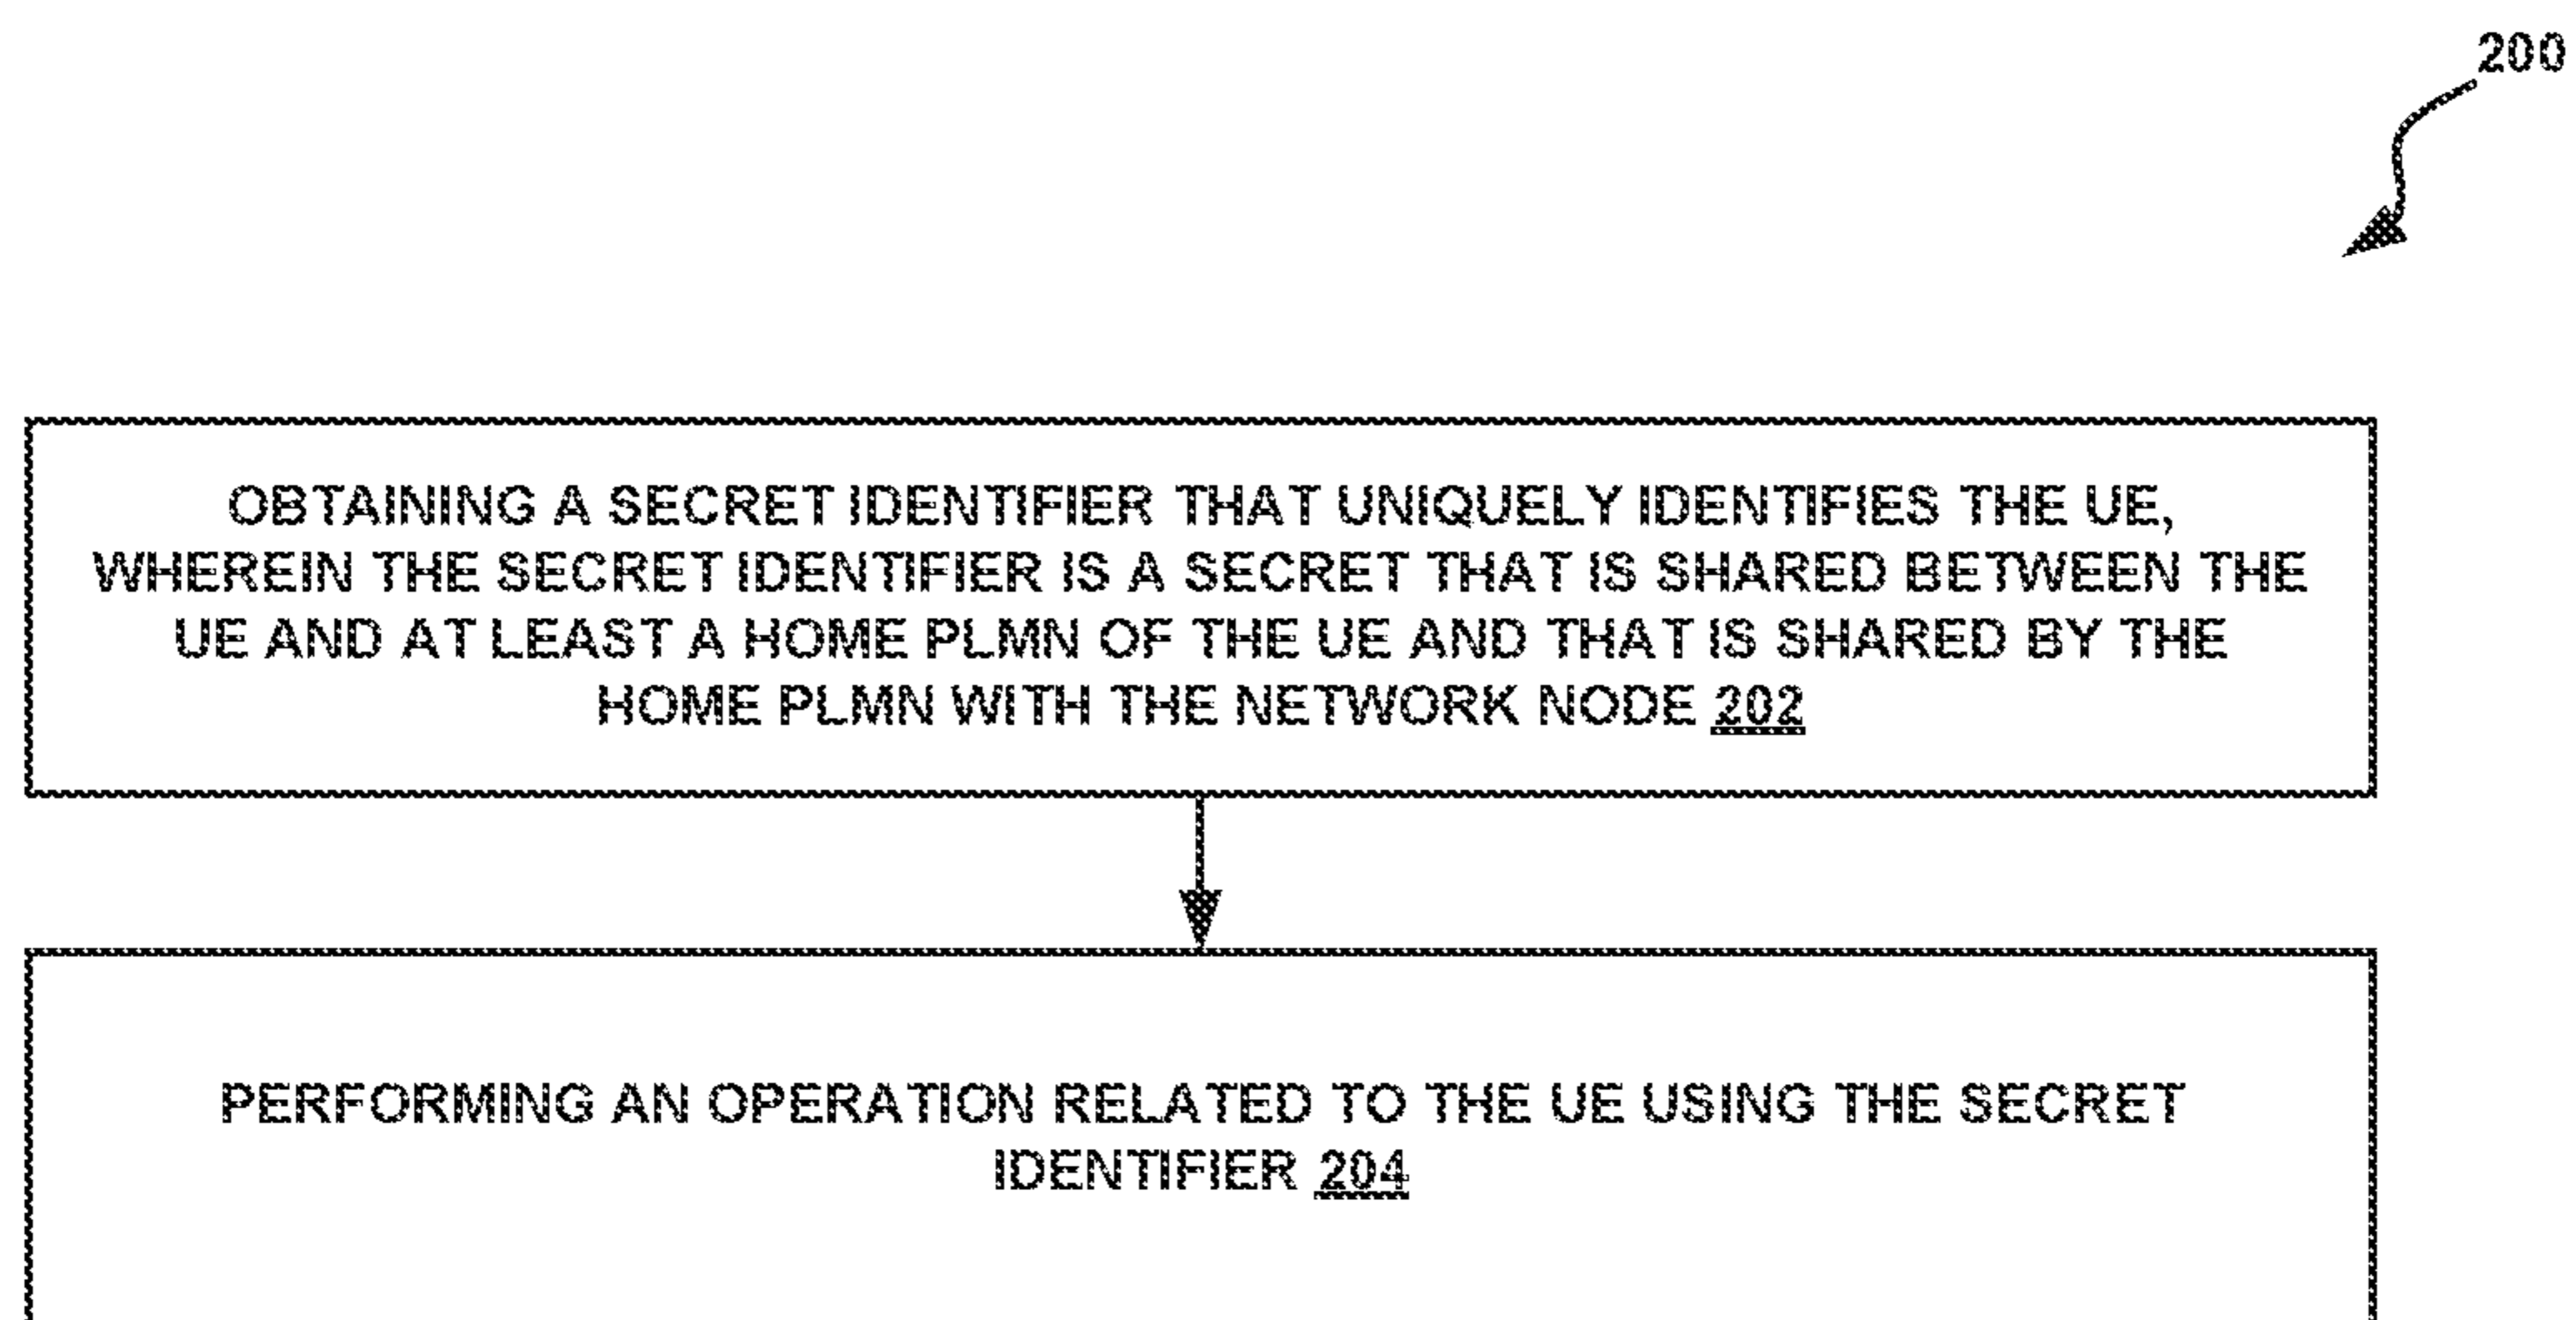 200
OBTAINING A SECRET IDENTIFIER THAT UNIQUELY IDENTIFIES THE UE,
WHEREIN THE SECRET IDENTIFIER IS A SECRET THAT IS SHARED BETWEEN THE
UE AND AT LEAST A HOME PLMN OF THE UE AND THAT IS SHARED BY THE
HOME PLMN WITH THE NETWORK NODE 202
PERFORMING AN OPERATION RELATED TO THE UE USING THE SECRET
IDENTIFIER 204